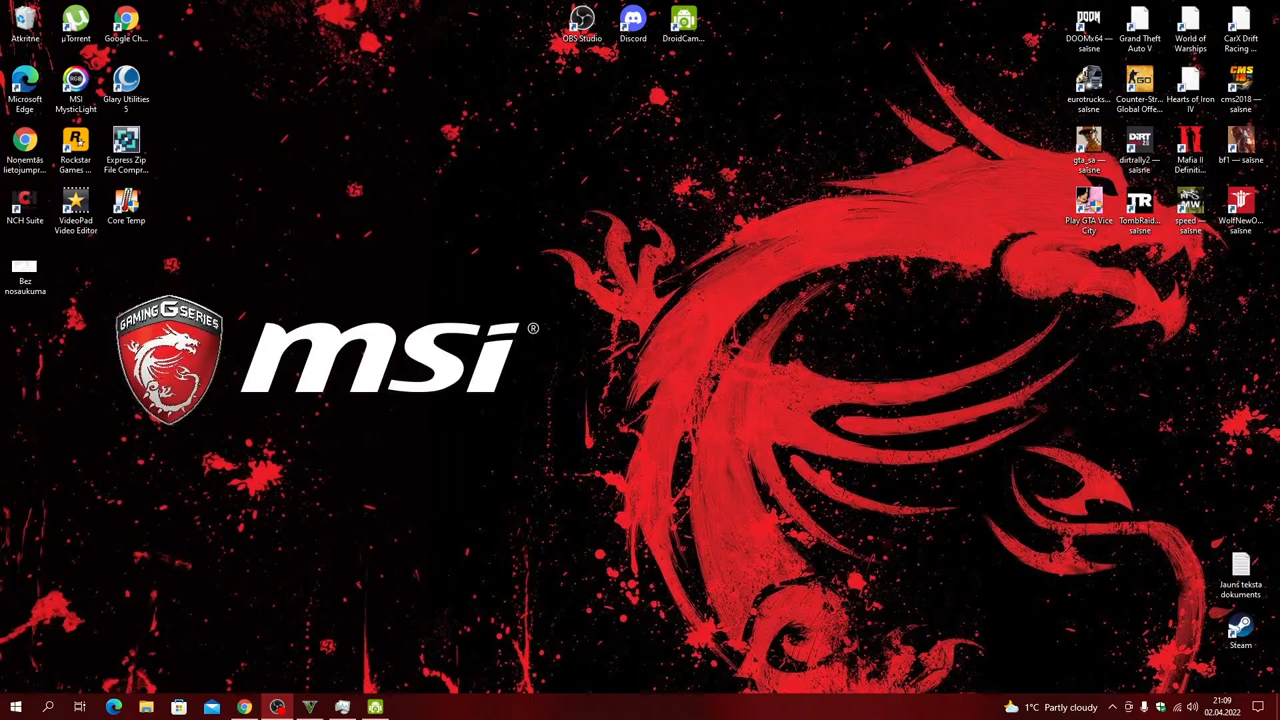 Atkritne
µTorrent
Google Ch...
OBS Studio
Discord
DroidCam...
DOOMx64 —
saīsne
Grand Theft
Auto V
World of
Warships
CarX Drift
Racing ...
Microsoft
Edge
MSI
MysticLight
Glary Utilities
5
eurotrucks...
saīsne
Counter-Str...
Global Offe...
Hearts of Iron
IV
cms2018 —
saīsne
Noņemtās
lietojumpr...
Rockstar
Games ...
Express Zip
File Compr...
gta_sa —
saīsne
dirtrally2 —
saīsne
Mafia II
Definiti...
bf1 — saīsne
NCH Suite
VideoPad
Video Editor
Core Temp
Play GTA Vice
City
TombRaid...
saīsne
speed —
saīsne
WolfNewO...
saīsne
Bez
nosaukuma
GAMING G SERIES
msi®
Jauns teksta
dokuments
Steam
1°C Partly cloudy
21:09
02.04.2022